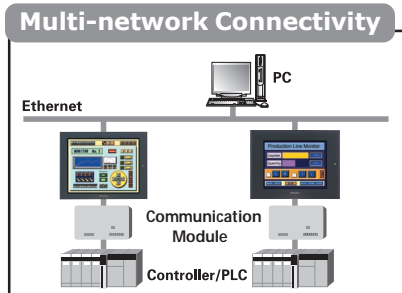 Multi-network Connectivity
PC
Ethernet
Production Line Monitor
Communication
Module
Controller/PLC